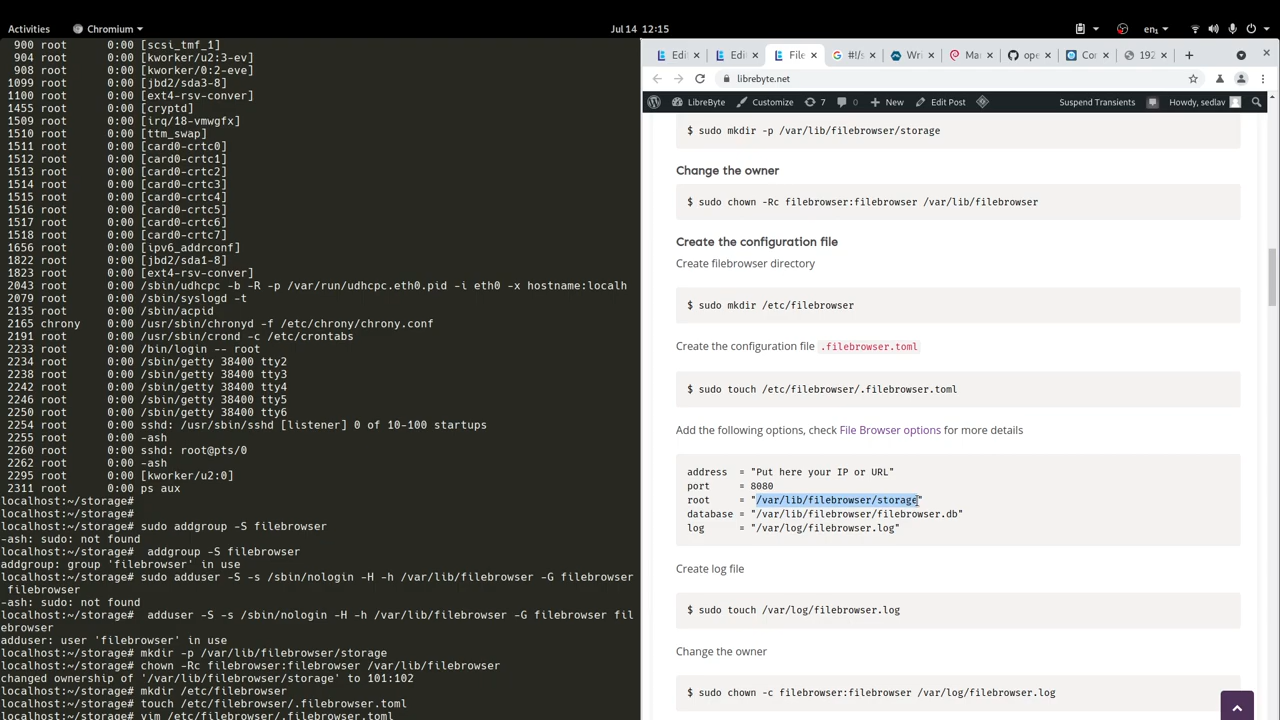 Activities
Chromium
Jul 14 12:15
en₁
900 root 0:00 [scsi_tmf_1]
904 root 0:00 [kworker/u2:3-ev]
908 root 0:00 [kworker/0:2-eve]
1099 root 0:00 [jbd2/sda3-8]
1100 root 0:00 [ext4-rsv-conver]
1455 root 0:00 [cryptd]
1509 root 0:00 [irq/18-vmwgfx]
1510 root 0:00 [ttm_swap]
1511 root 0:00 [card0-crtc0]
1512 root 0:00 [card0-crtc1]
1513 root 0:00 [card0-crtc2]
1514 root 0:00 [card0-crtc3]
1515 root 0:00 [card0-crtc4]
1516 root 0:00 [card0-crtc5]
1517 root 0:00 [card0-crtc6]
1518 root 0:00 [card0-crtc7]
1656 root 0:00 [ipv6_addrconf]
1822 root 0:00 [jbd2/sda1-8]
1823 root 0:00 [ext4-rsv-conver]
2043 root 0:00 /sbin/udhcpc -b -R -p /var/run/udhcpc.eth0.pid -i eth0 -x hostname:localh
2079 root 0:00 /sbin/syslogd -t
2135 root 0:00 /sbin/acpid
2165 chrony 0:00 /usr/sbin/chronyd -f /etc/chrony/chrony.conf
2191 root 0:00 /usr/sbin/crond -c /etc/crontabs
2233 root 0:00 /bin/login -- root
2234 root 0:00 /sbin/getty 38400 tty2
2238 root 0:00 /sbin/getty 38400 tty3
2242 root 0:00 /sbin/getty 38400 tty4
2246 root 0:00 /sbin/getty 38400 tty5
2250 root 0:00 /sbin/getty 38400 tty6
2254 root 0:00 sshd: /usr/sbin/sshd [listener] 0 of 10-100 startups
2255 root 0:00 -ash
2260 root 0:00 sshd: root@pts/0
2262 root 0:00 -ash
2295 root 0:00 [kworker/u2:0]
2311 root 0:00 ps aux
localhost:~/storage#
localhost:~/storage#
localhost:~/storage# sudo addgroup -S filebrowser
-ash: sudo: not found
localhost:~/storage#  addgroup -S filebrowser
addgroup: group 'filebrowser' in use
localhost:~/storage# sudo adduser -S -s /sbin/nologin -H -h /var/lib/filebrowser -G filebrowser
filebrowser
-ash: sudo: not found
localhost:~/storage#  adduser -S -s /sbin/nologin -H -h /var/lib/filebrowser -G filebrowser fil
ebrowser
adduser: user 'filebrowser' in use
localhost:~/storage# mkdir -p /var/lib/filebrowser/storage
localhost:~/storage# chown -Rc filebrowser:filebrowser /var/lib/filebrowser
changed ownership of '/var/lib/filebrowser/storage' to 101:102
localhost:~/storage# mkdir /etc/filebrowser
localhost:~/storage# touch /etc/filebrowser/.filebrowser.toml
localhost:~/storage# vim /etc/filebrowser/.filebrowser.toml
Edi
Edi
File
#!/s
Wri
Mai
ope
Cor
192
librebyte.net
LibreByte
Customize
7
New
Edit Post
Suspend Transients
Howdy, sedlav
$ sudo mkdir -p /var/lib/filebrowser/storage
Change the owner
$ sudo chown -Rc filebrowser:filebrowser /var/lib/filebrowser
Create the configuration file
Create filebrowser directory
$ sudo mkdir /etc/filebrowser
Create the configuration file .filebrowser.toml
$ sudo touch /etc/filebrowser/.filebrowser.toml
Add the following options, check File Browser options for more details
address = "Put here your IP or URL"
port = 8080
root = "/var/lib/filebrowser/storage"
database = "/var/lib/filebrowser/filebrowser.db"
log = "/var/log/filebrowser.log"
Create log file
$ sudo touch /var/log/filebrowser.log
Change the owner
$ sudo chown -c filebrowser:filebrowser /var/log/filebrowser.log